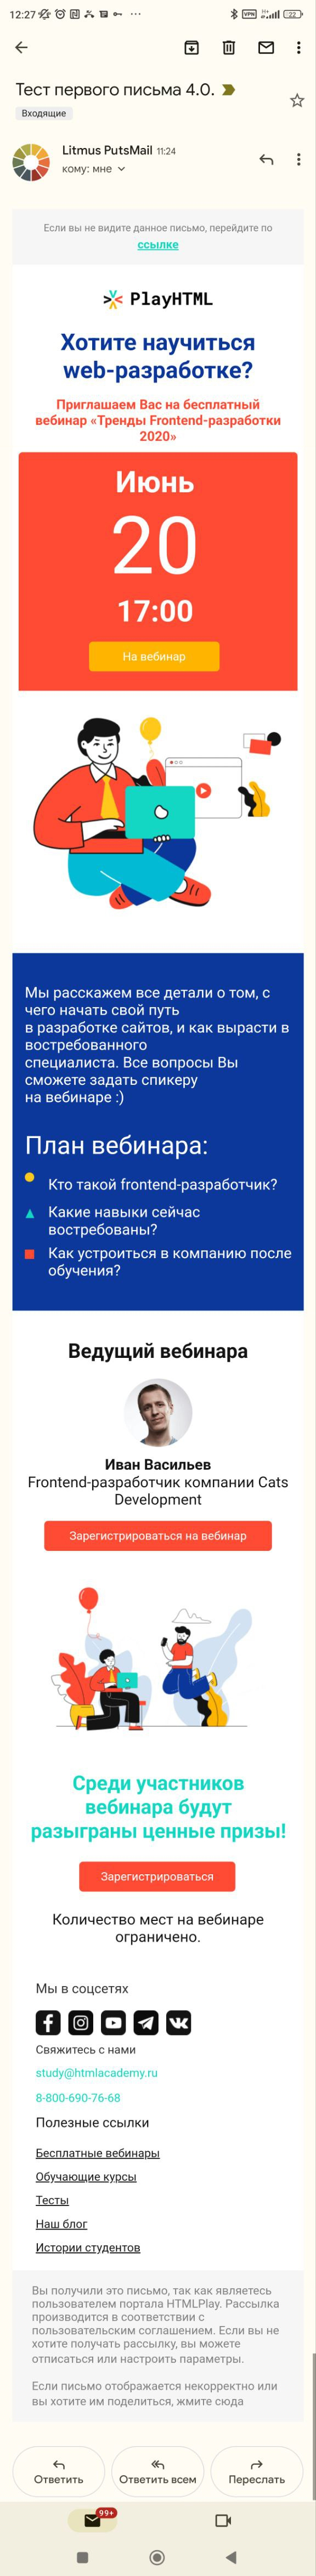 12:27
VPN
22
Тест первого письма 4.0.
Входящие
Litmus PutsMail 11:24
кому: мне
Если вы не видите данное письмо, перейдите по
ссылке
PlayHTML
Хотите научиться
web-разработке?
Приглашаем Вас на бесплатный
вебинар «Тренды Frontend-разработки
2020»
Июнь
20
17:00
На вебинар
Мы расскажем все детали о том, с
чего начать свой путь
в разработке сайтов, и как вырасти в
востребованного
специалиста. Все вопросы Вы
сможете задать спикеру
на вебинаре :)
План вебинара:
Кто такой frontend-разработчик?
Какие навыки сейчас
востребованы?
Как устроиться в компанию после
обучения?
Ведущий вебинара
Иван Васильев
Frontend-разработчик компании Cats
Development
Зарегистрироваться на вебинар
Среди участников
вебинара будут
разыграны ценные призы!
Зарегистрироваться
Количество мест на вебинаре
ограничено.
Мы в соцсетях
Свяжитесь с нами
study@htmlacademy.ru
8-800-690-76-68
Полезные ссылки
Бесплатные вебинары
Обучающие курсы
Тесты
Наш блог
Истории студентов
Вы получили это письмо, так как являетесь
пользователем портала HTMLPlay. Рассылка
производится в соответствии с
пользовательским соглашением. Если вы не
хотите получать рассылку, вы можете
отписаться или настроить параметры.
Если письмо отображается некорректно или
вы хотите им поделиться, жмите сюда
Ответить
Ответить всем
Переслать
99+